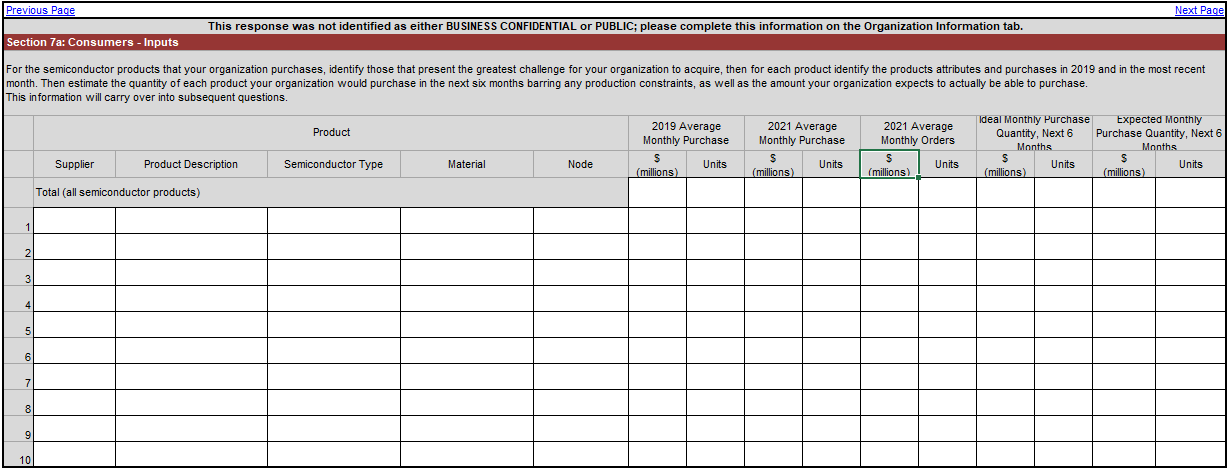 Previous Page Next Page
This response was not identified as either BUSINESS CONFIDENTIAL or PUBLIC; please complete this information on the Organization Information tab.
Section 7a: Consumers - Inputs
For the semiconductor products that your organization purchases, identify those that present the greatest challenge for your organization to acquire, then for each product identify the products attributes and purchases in 2019 and in the most recent
month. Then estimate the quantity of each product your organization would purchase in the next six months barring any production constraints, as well as the amount your organization expects to actually be able to purchase.
This information will carry over into subsequent questions.
Product
2019 Average
Monthly Purchase
2021 Average
Monthly Purchase
2021 Average
Monthly Orders
Ideal Monthly Purchase
Quantity, Next 6
Months
Expected Monthly
Purchase Quantity, Next 6
Months
Supplier Product Description Semiconductor Type Material Node
$
(millions)
Units
$
(millions)
Units
$
(millions)
Units
$
(millions)
Units
$
(millions)
Units
Total (all semiconductor products)
1
2
3
4
5
6
7
8
9
10